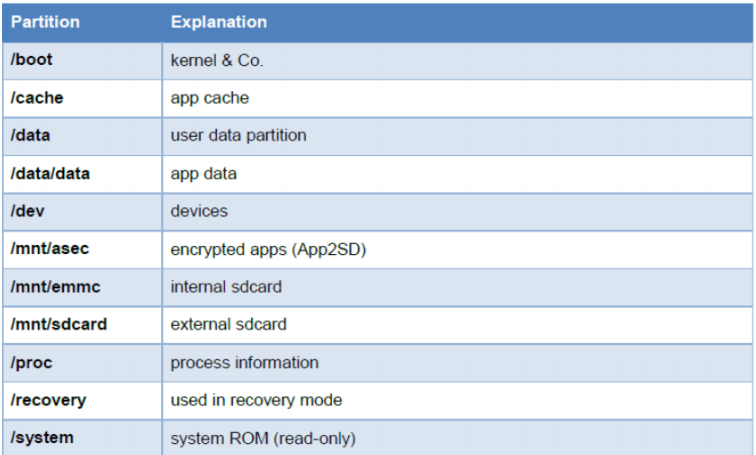 Partition Explanation
/boot kernel & Co.
/cache app cache
/data user data partition
/data/data app data
/dev devices
/mnt/asec encrypted apps (App2SD)
/mnt/emmc internal sdcard
/mnt/sdcard external sdcard
/proc process information
/recovery used in recovery mode
/system system ROM (read-only)